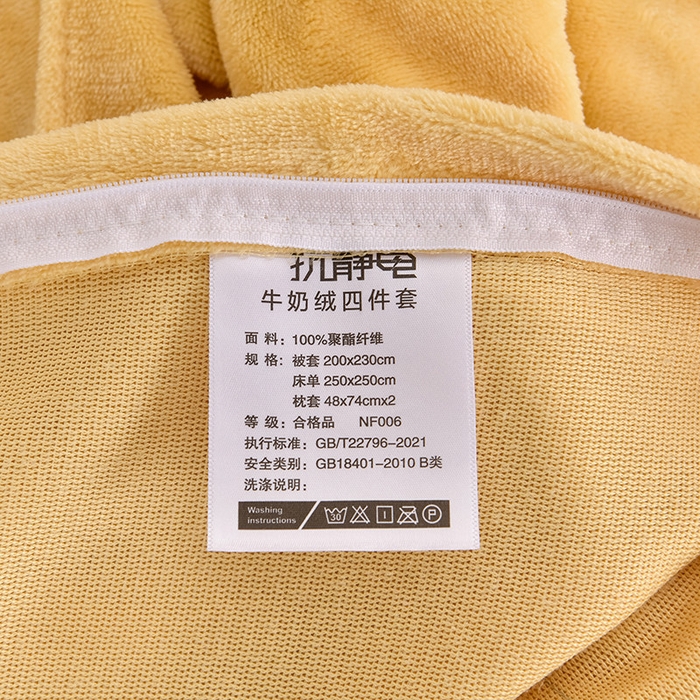 抗静电
牛奶绒四件套
面 料：100%聚酯纤维
规 格：被套 200x230cm
床单 250x250cm
枕套 48x74cmx2
等 级：合格品 NF006
执行标准：GB/T22796-2021
安全类别：GB18401-2010 B类
洗涤说明：
Washing
instructions
30 P